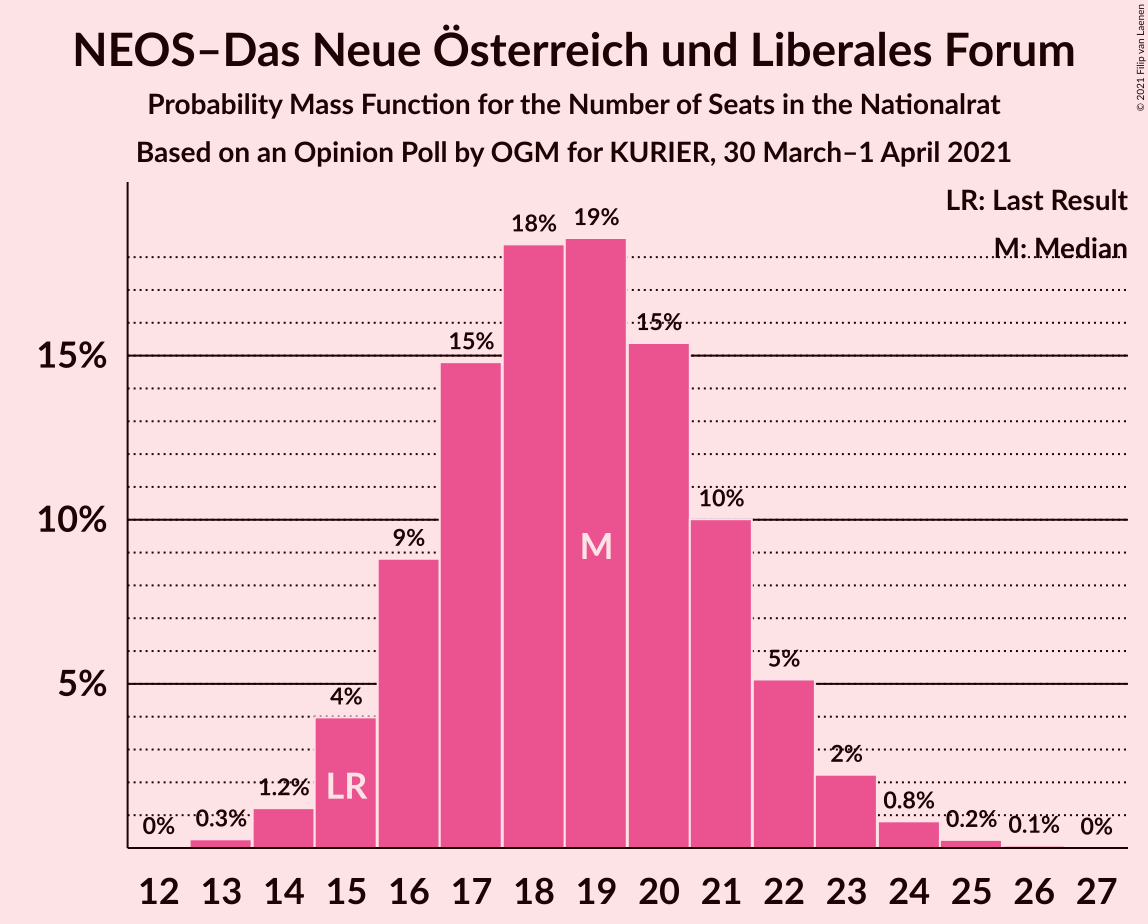 NEOS–Das Neue Österreich und Liberales Forum
Probability Mass Function for the Number of Seats in the Nationalrat
Based on an Opinion Poll by OGM for KURIER, 30 March–1 April 2021
© 2021 Filip van Laenen
LR: Last Result
M: Median
15%
10%
5%
0%
0.3%
1.2%
4%
9%
15%
18%
19%
15%
10%
5%
2%
0.8%
0.2%
0.1%
0%
LR
M
12 13 14 15 16 17 18 19 20 21 22 23 24 25 26 27